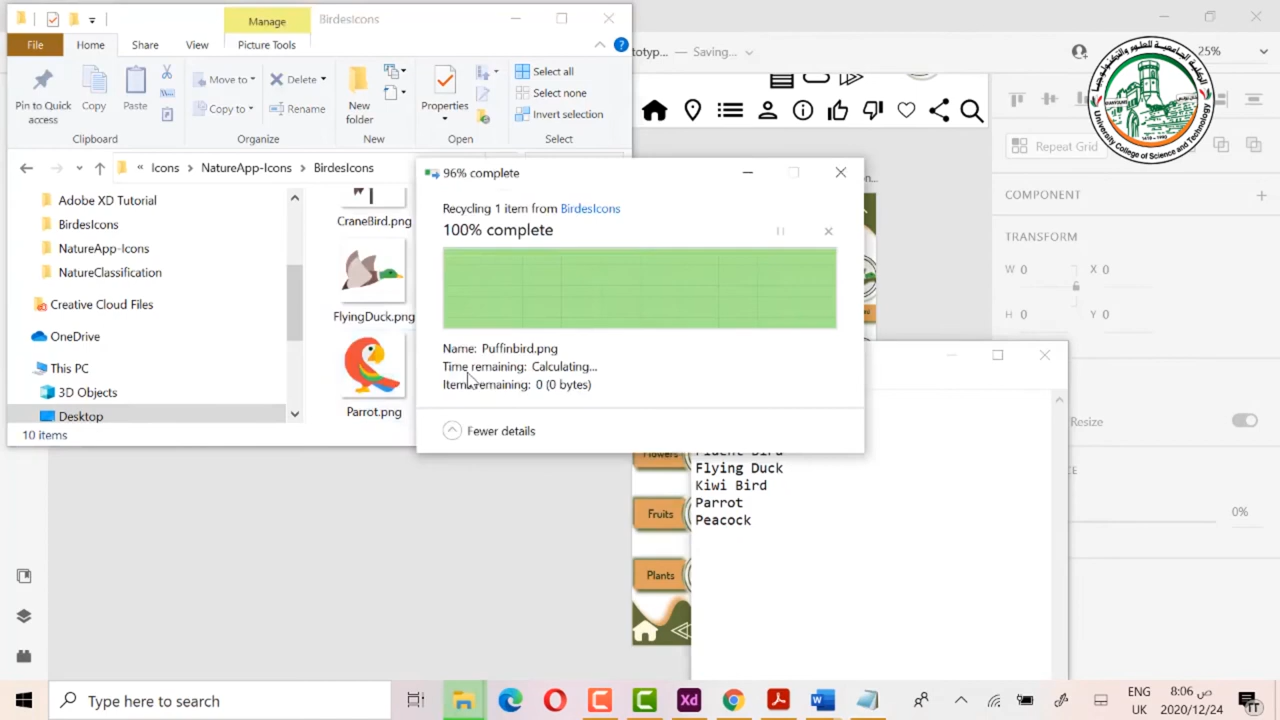 Manage
BirdesIcons
File
Home
Share
View
Picture Tools
Pin to Quick access
Copy
Paste
Clipboard
Move to
Copy to
Delete
Rename
Organize
New folder
New
Properties
Open
Select all
Select none
Invert selection
Select
« Icons > NatureApp-Icons > BirdesIcons
Adobe XD Tutorial
BirdesIcons
NatureApp-Icons
NatureClassification
Creative Cloud Files
OneDrive
This PC
3D Objects
Desktop
CraneBird.png
FlyingDuck.png
Parrot.png
10 items
96% complete
Recycling 1 item from BirdesIcons
100% complete
Name: Puffinbird.png
Time remaining: Calculating...
Items remaining: 0 (0 bytes)
Fewer details
totyp... — Saving...
25%
الكلية الجامعية للعلوم والتكنولوجيا
University College of Science and Technology
Repeat Grid
COMPONENT
TRANSFORM
W 0
X 0
H 0
Y 0
Resize
0%
Flowers
Fruits
Plants
Flying Duck
Kiwi Bird
Parrot
Peacock
Type here to search
ENG
UK
8:06 ص
2020/12/24